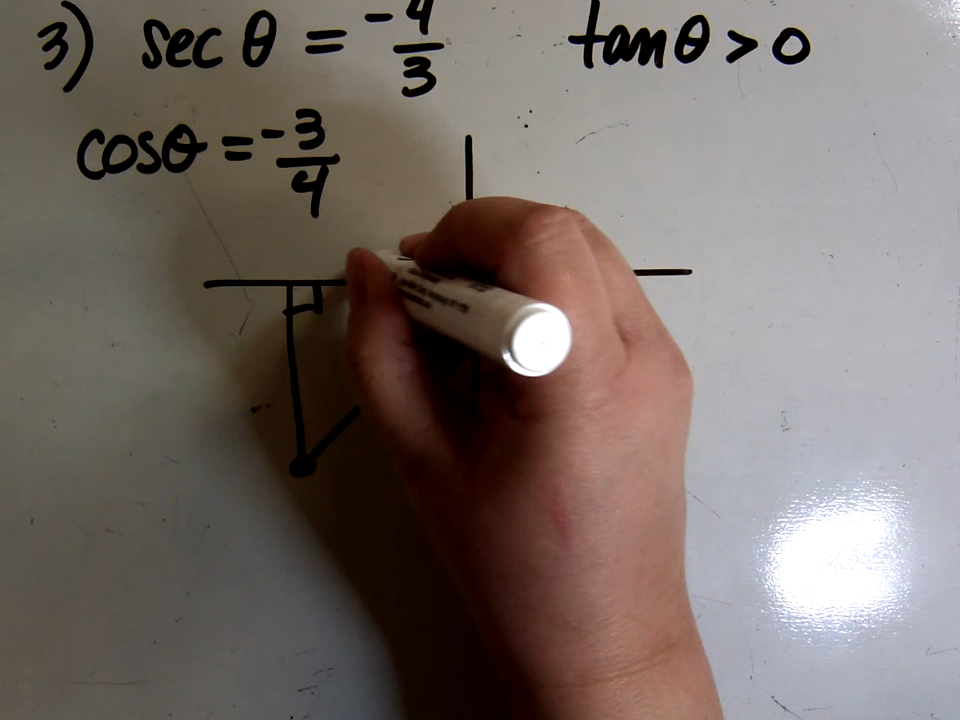 3) sec θ = -4/3 tan θ > 0
cos θ = -3/4